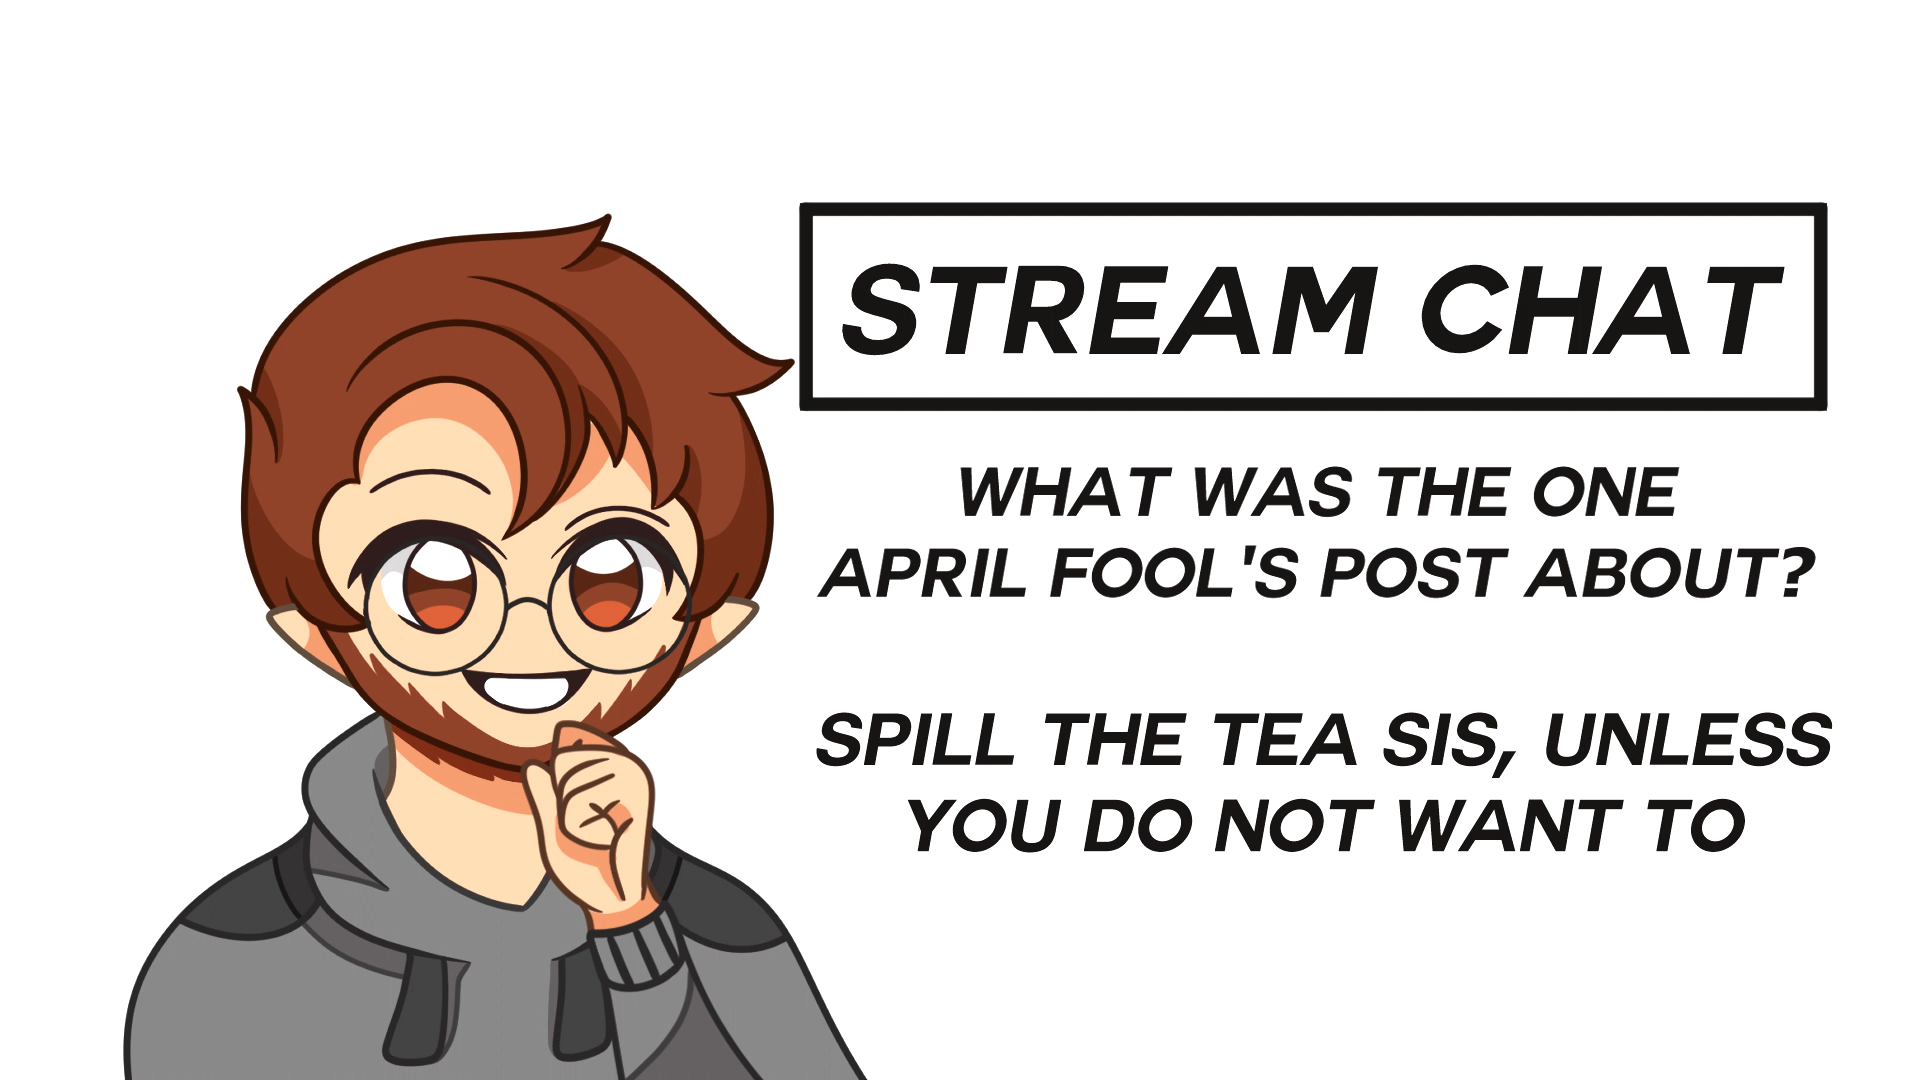 STREAM CHAT
WHAT WAS THE ONE
APRIL FOOL'S POST ABOUT?
SPILL THE TEA SIS, UNLESS
YOU DO NOT WANT TO